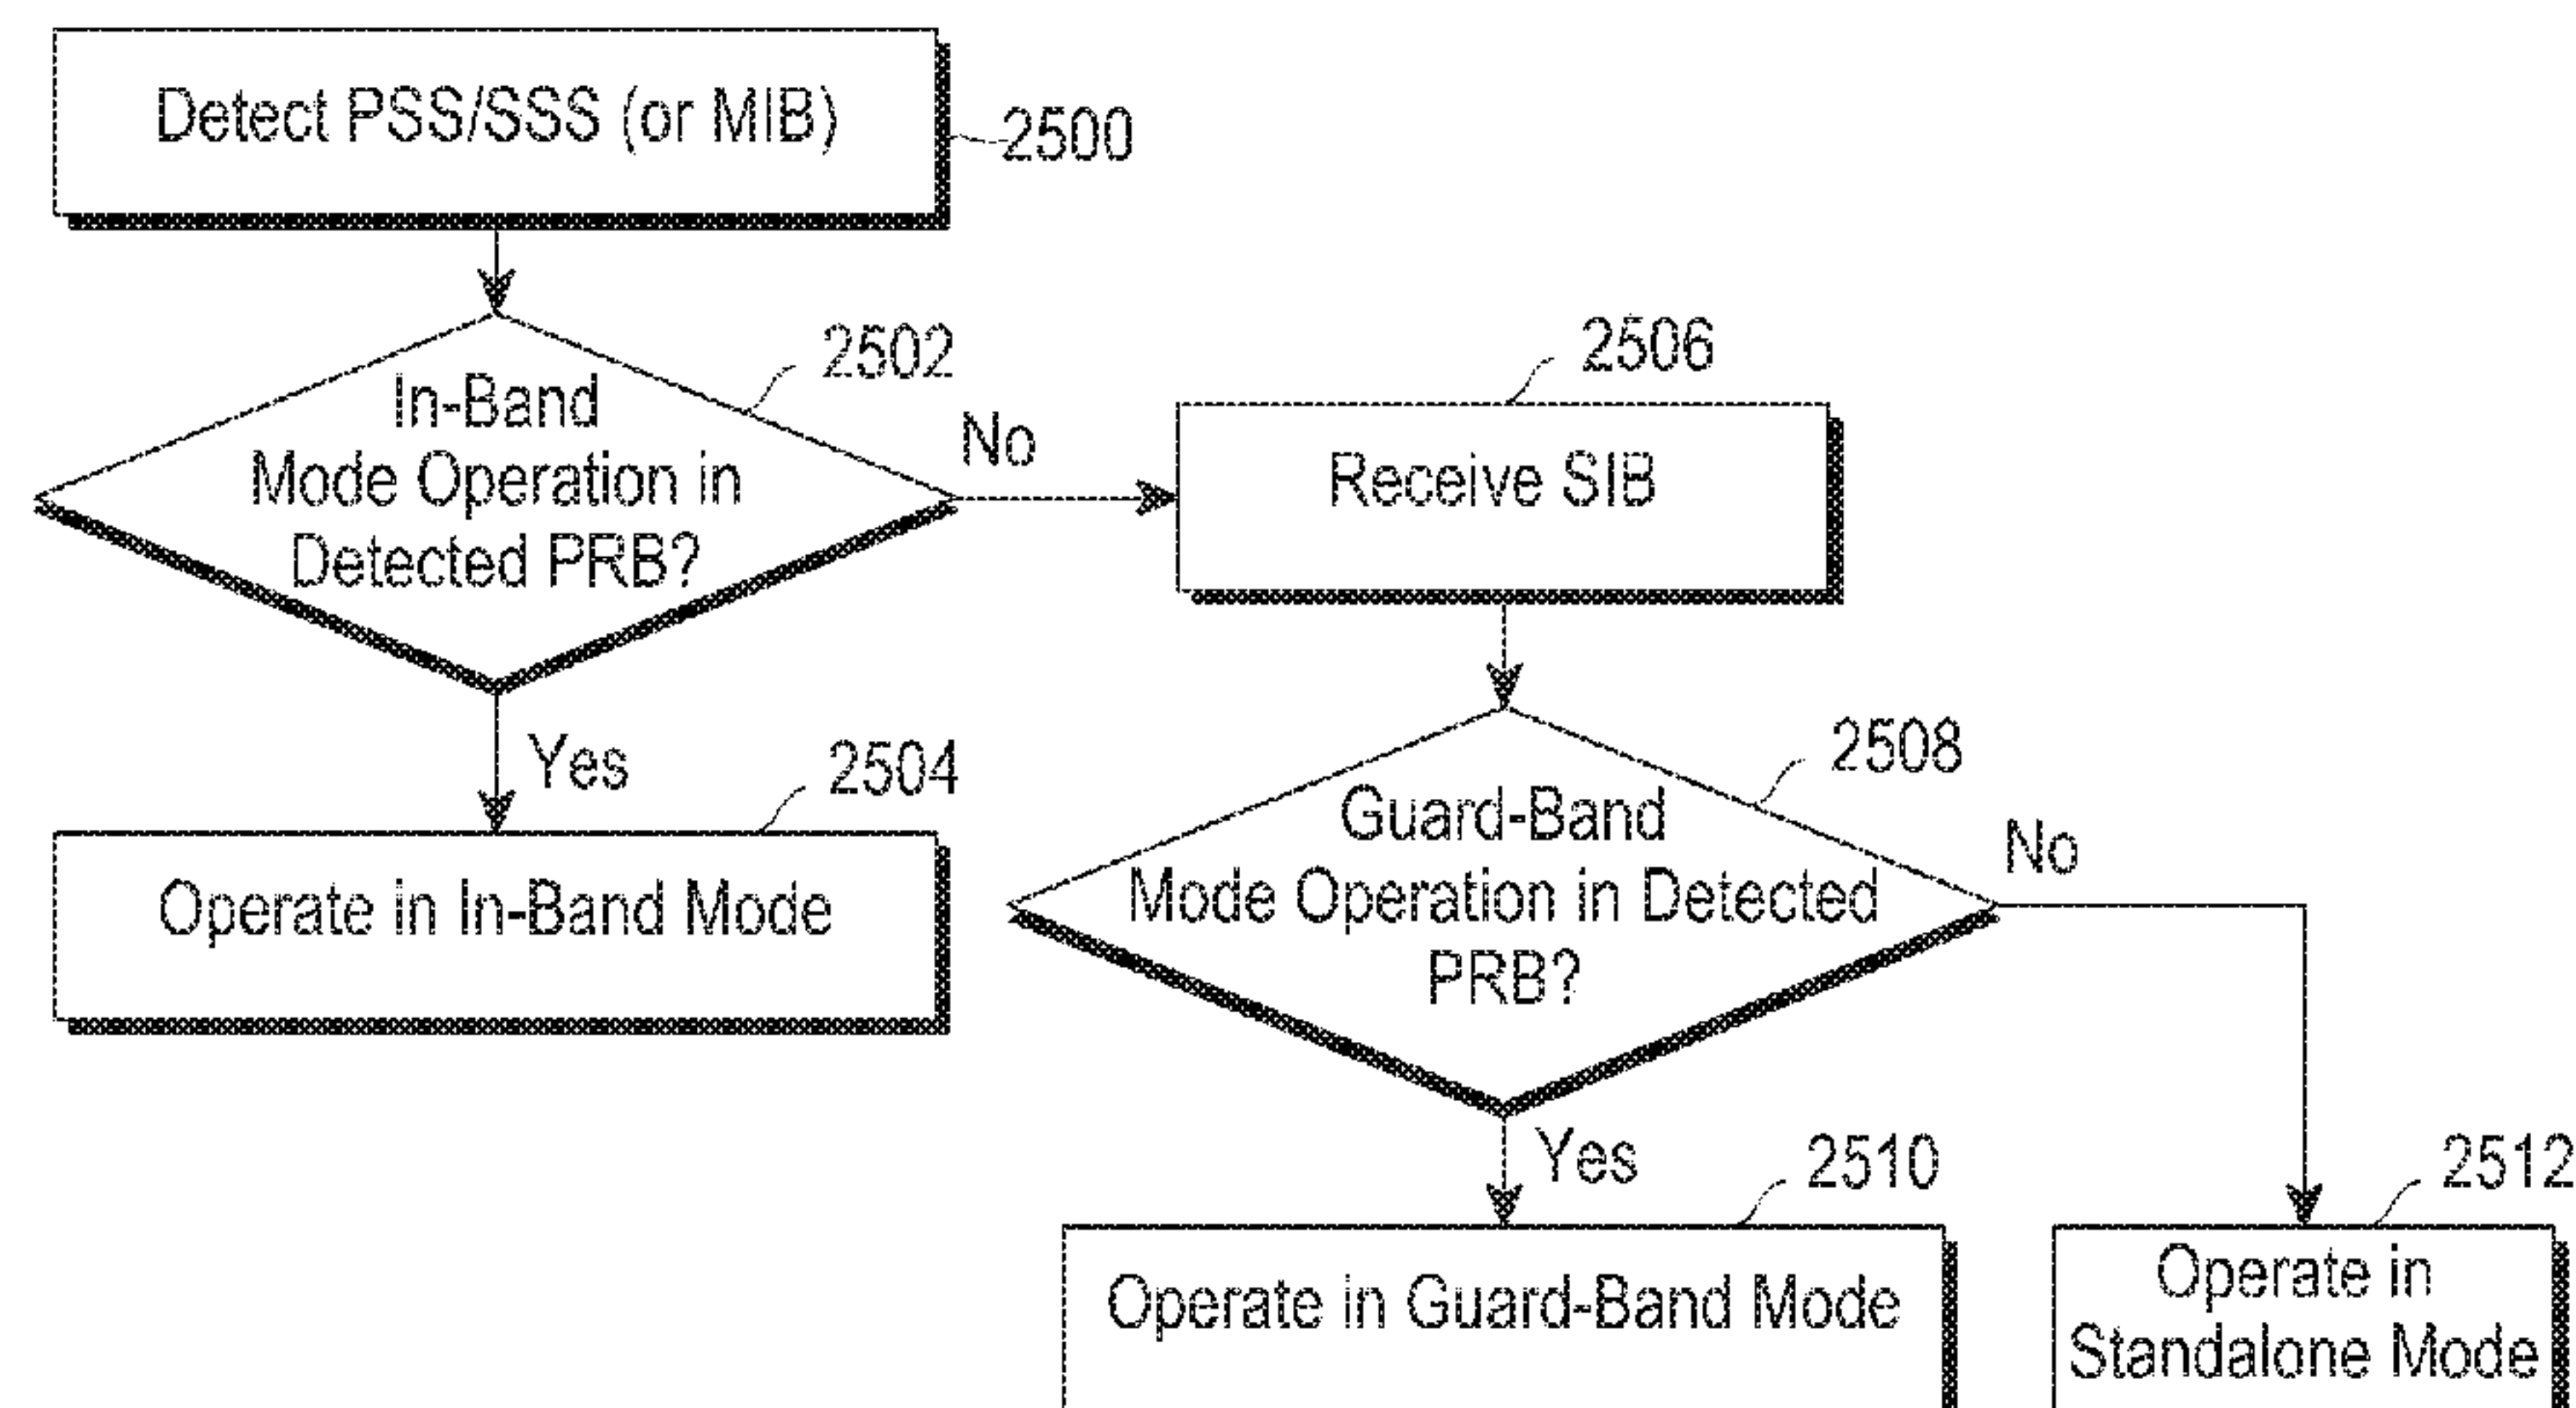 Detect PSS/SSS (or MIB)
2500
In-Band
Mode Operation in
Detected PRB?
2502
No
Yes
2504
Operate in In-Band Mode
2506
Receive SIB
2508
Guard-Band
Mode Operation in Detected
PRB?
No
Yes
2510
Operate in Guard-Band Mode
2512
Operate in
Standalone Mode